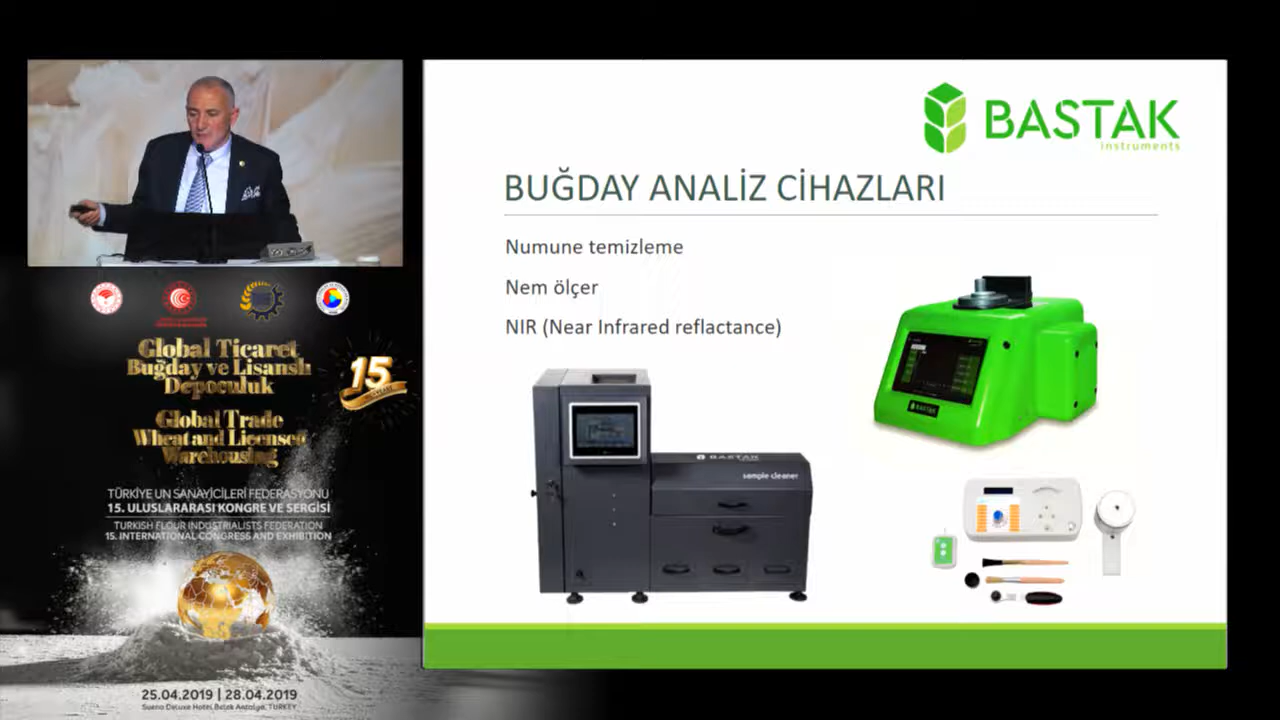 BASTAK
instruments
BUĞDAY ANALİZ CİHAZLARI
Numune temizleme
Nem ölçer
NIR (Near Infrared reflactance)
BASTAK
BASTAK
sample cleaner
Global Ticaret
Buğday ve Lisanslı
Depoculuk
15
Global Trade
Wheat and Licensed
Warehousing
TÜRKİYE UN SANAYİCİLERİ FEDERASYONU
15. ULUSLARARASI KONGRE VE SERGİSİ
TURKISH FLOUR INDUSTRIALISTS FEDERATION
15. INTERNATIONAL CONGRESS AND EXHIBITION
25.04.2019 | 28.04.2019
Sueno Deluxe Hotel, Belek Antalya, TURKEY